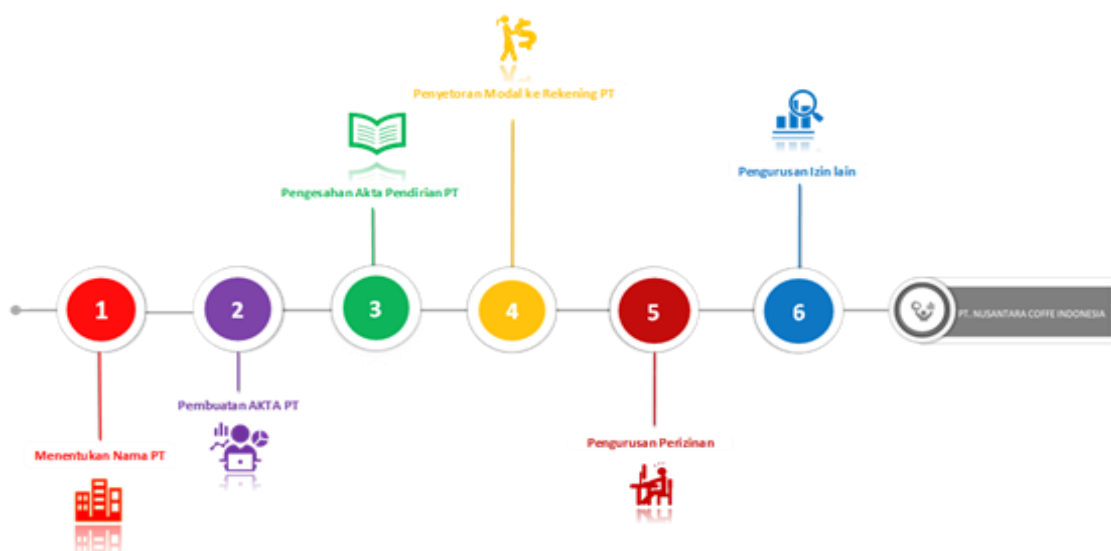 Penyetoran Modal ke Rekening PT
Pengurusan Izin lain
Pengesahan Akta Pendirian PT
1
2
3
4
5
6
PT. NUSANTARA COFFE INDONESIA
Pembuatan AKTA PT
Menentukan Nama PT
Pengurusan Perizinan